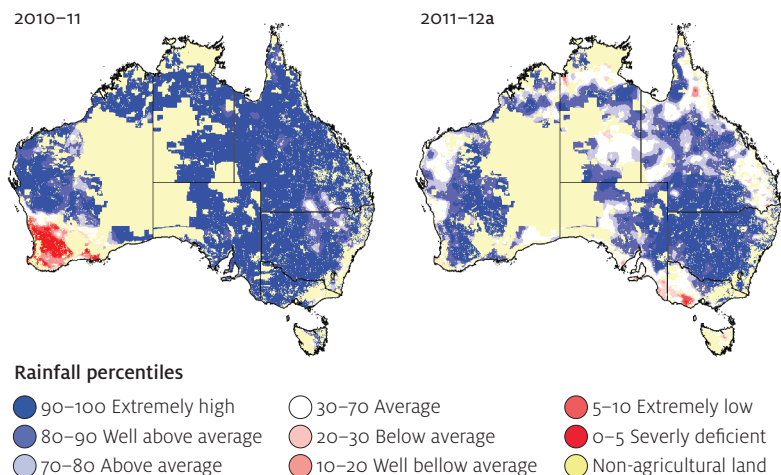 2010–11 2011–12a
Rainfall percentiles
90–100 Extremely high 30–70 Average 5–10 Extremely low
80–90 Well above average 20–30 Below average 0–5 Severly deficient
70–80 Above average 10–20 Well bellow average Non-agricultural land